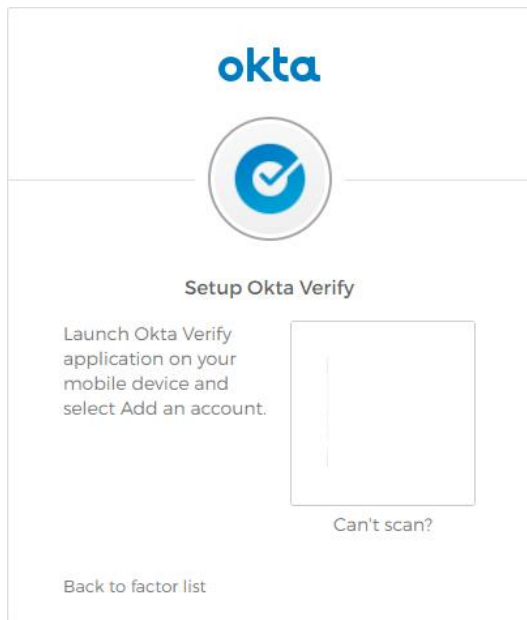 okta
Setup Okta Verify
Launch Okta Verify
application on your
mobile device and
select Add an account.
Can't scan?
Back to factor list